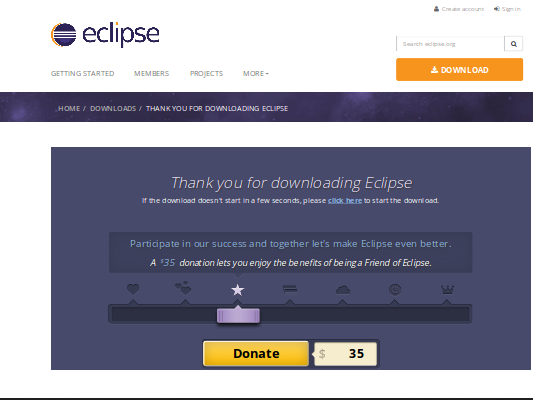 Create account Sign in
eclipse
Search eclipse.org
GETTING STARTED MEMBERS PROJECTS MORE
DOWNLOAD
HOME / DOWNLOADS / THANK YOU FOR DOWNLOADING ECLIPSE
Thank you for downloading Eclipse
If the download doesn't start in a few seconds, please click here to start the download.
Participate in our success and together let's make Eclipse even better.
A $35 donation lets you enjoy the benefits of being a Friend of Eclipse.
Donate $ 35